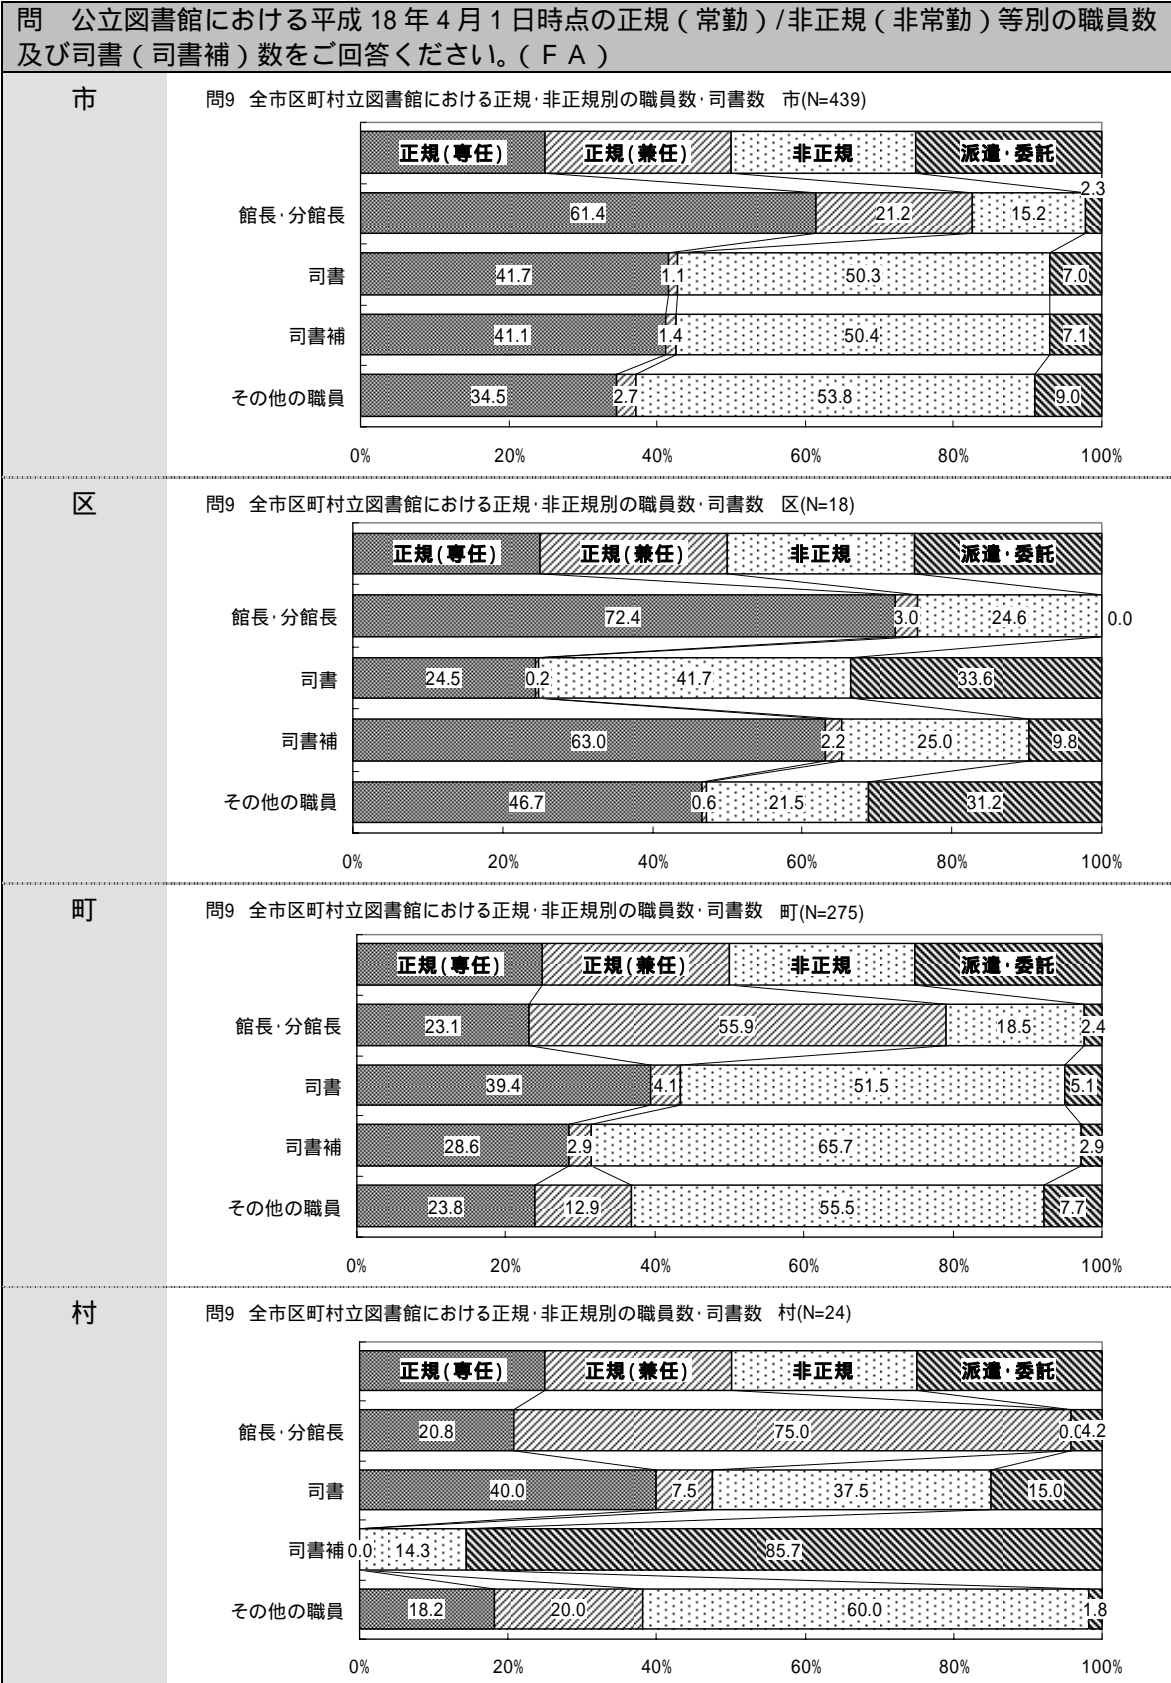 問　公立図書館における平成 18 年 4 月 1 日時点の正規（常勤）/非正規（非常勤）等別の職員数
及び司書（司書補）数をご回答ください。（ＦＡ）
市
問9 全市区町村立図書館における正規･非正規別の職員数･司書数 市(N=439)
正規(専任) 正規(兼任) 非正規 派遣･委託
館長･分館長 61.4 21.2 15.2 2.3
司書 41.7 1.1 50.3 7.0
司書補 41.1 1.4 50.4 7.1
その他の職員 34.5 2.7 53.8 9.0
0% 20% 40% 60% 80% 100%
区
問9 全市区町村立図書館における正規･非正規別の職員数･司書数 区(N=18)
正規(専任) 正規(兼任) 非正規 派遣･委託
館長･分館長 72.4 3.0 24.6 0.0
司書 24.5 0.2 41.7 33.6
司書補 63.0 2.2 25.0 9.8
その他の職員 46.7 0.6 21.5 31.2
0% 20% 40% 60% 80% 100%
町
問9 全市区町村立図書館における正規･非正規別の職員数･司書数 町(N=275)
正規(専任) 正規(兼任) 非正規 派遣･委託
館長･分館長 23.1 55.9 18.5 2.4
司書 39.4 4.1 51.5 5.1
司書補 28.6 2.9 65.7 2.9
その他の職員 23.8 12.9 55.5 7.7
0% 20% 40% 60% 80% 100%
村
問9 全市区町村立図書館における正規･非正規別の職員数･司書数 村(N=24)
正規(専任) 正規(兼任) 非正規 派遣･委託
館長･分館長 20.8 75.0 0.0 4.2
司書 40.0 7.5 37.5 15.0
司書補 0.0 14.3 85.7
その他の職員 18.2 20.0 60.0 1.8
0% 20% 40% 60% 80% 100%